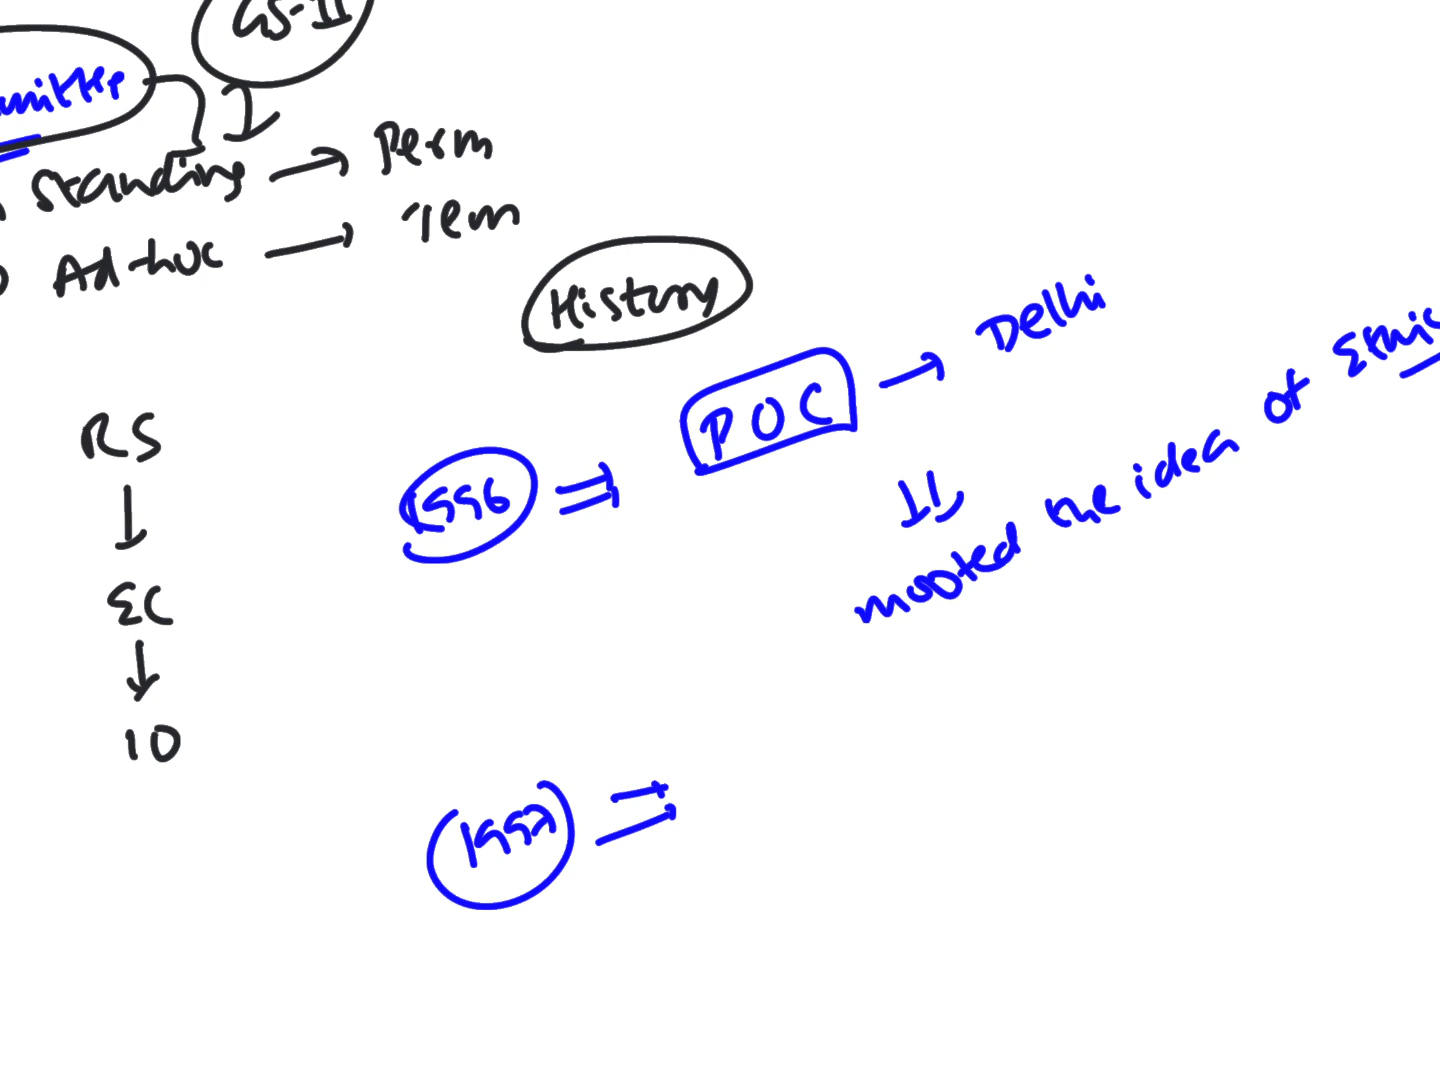 GS-II
mmittee
Standing → Perm
Ad-hoc → Tem
History
RS
↓
EC
↓
10
1996 ⇒ POC → Delhi
mooted the idea of Ethic
1997 ⇒